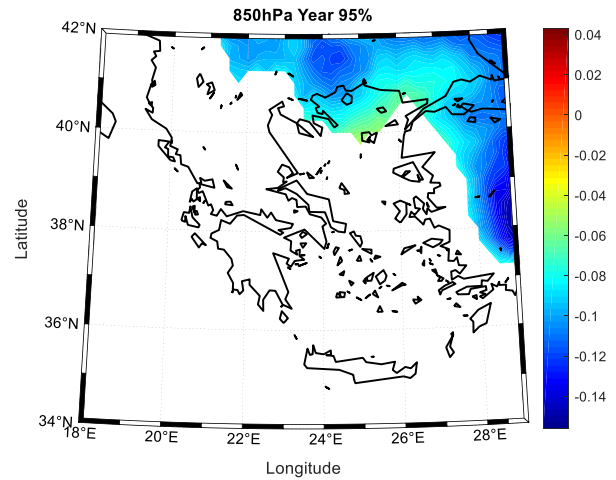 850hPa Year 95%
42°N
40°N
38°N
36°N
34°N
18°E
20°E
22°E
24°E
26°E
28°E
Latitude
Longitude
0.04
0.02
0
-0.02
-0.04
-0.06
-0.08
-0.1
-0.12
-0.14